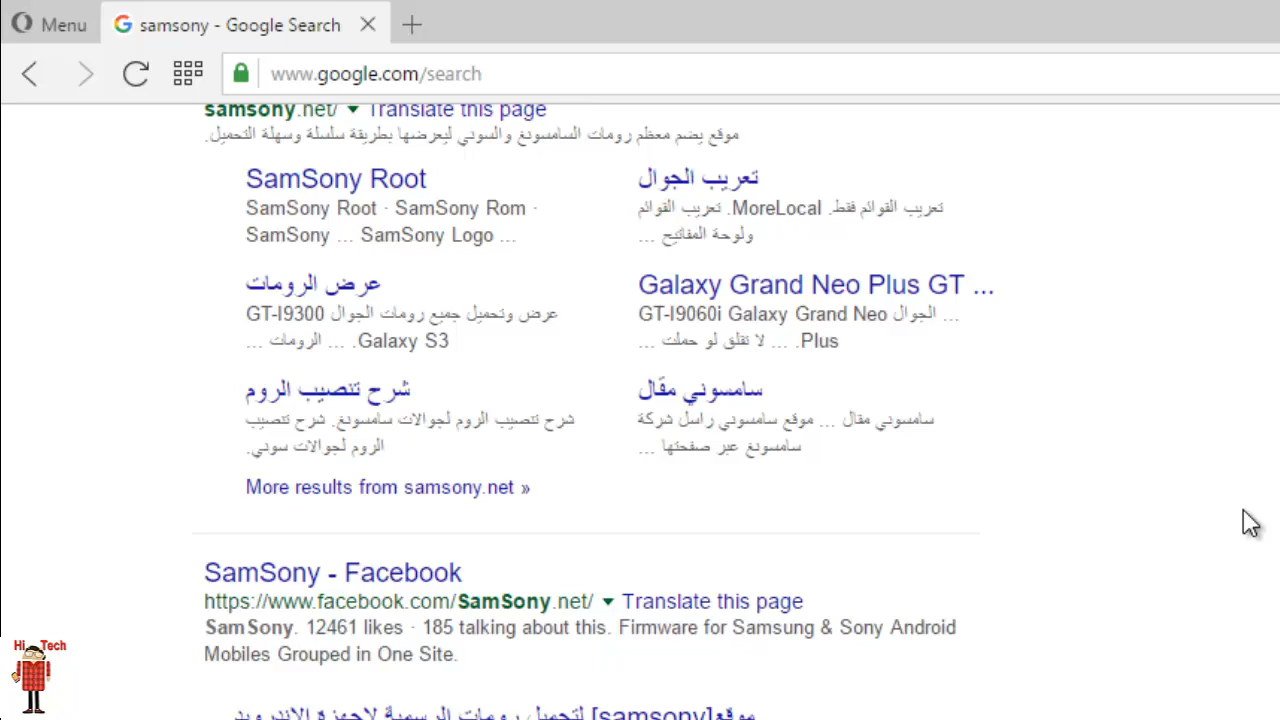 Menu
samsony - Google Search
www.google.com/search
samsony.net/ Translate this page
موقع يضم معظم رومات السامسونغ والسوني ليعرضها بطريقة سلسلة وسهلة التحميل.
SamSony Root
SamSony Root · SamSony Rom ·
SamSony ... SamSony Logo ...
تعريب الجوال
تعريب القوائم فقط. MoreLocal. تعريب القوائم
ولوحة المفاتيح ...
عرض الرومات
عرض وتحميل جميع رومات الجوال GT-I9300
Galaxy S3. ... الرومات ...
Galaxy Grand Neo Plus GT ...
... الجوال GT-I9060i Galaxy Grand Neo
Plus. ... لا تقلق لو حملت ...
شرح تنصيب الروم
شرح تنصيب الروم لجوالات سامسونغ. شرح تنصيب
الروم لجوالات سوني.
سامسوني مقال
سامسوني مقال ... موقع سامسوني راسل شركة
سامسونغ عبر صفحتها ...
More results from samsony.net »
SamSony - Facebook
https://www.facebook.com/SamSony.net/ Translate this page
SamSony. 12461 likes · 185 talking about this. Firmware for Samsung & Sony Android
Mobiles Grouped in One Site.
موقع[samsony] لتحميل رومات الرسمية لاجهزة الاندرويد
Hi Tech